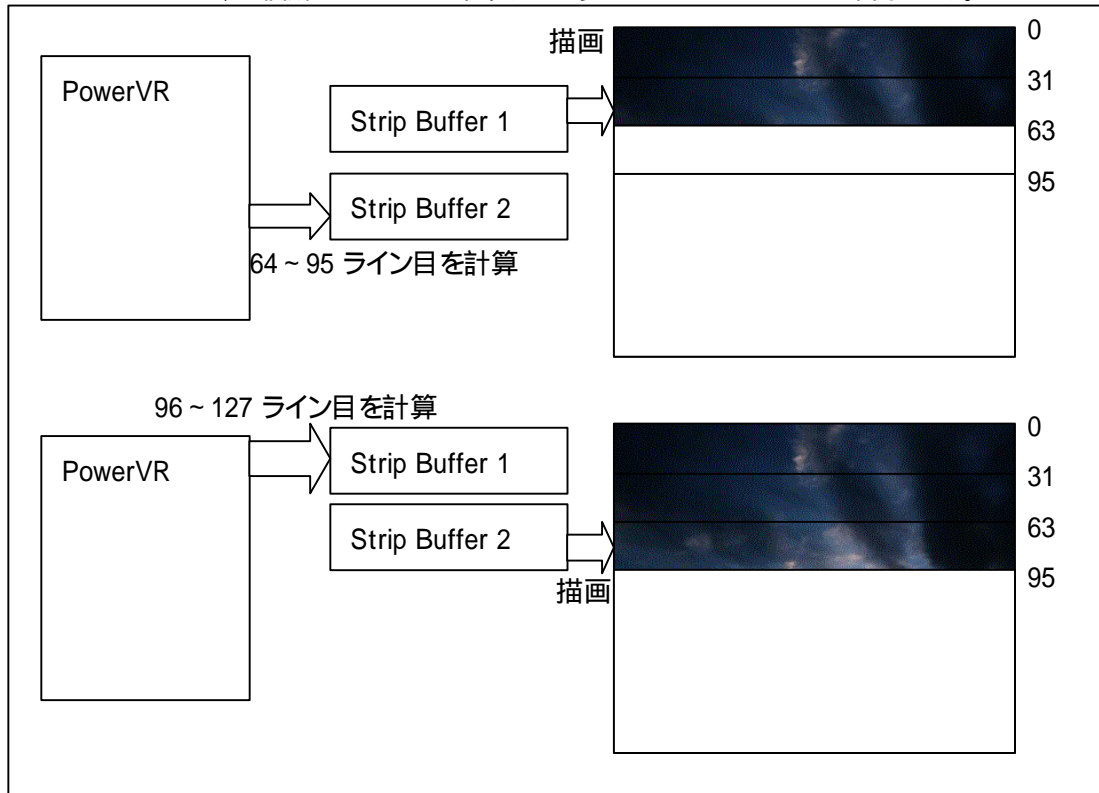 描画
0
PowerVR
31
Strip Buffer 1
63
95
Strip Buffer 2
64 ~ 95 ライン目を計算
96 ~ 127 ライン目を計算
0
PowerVR
Strip Buffer 1
31
63
Strip Buffer 2
95
描画